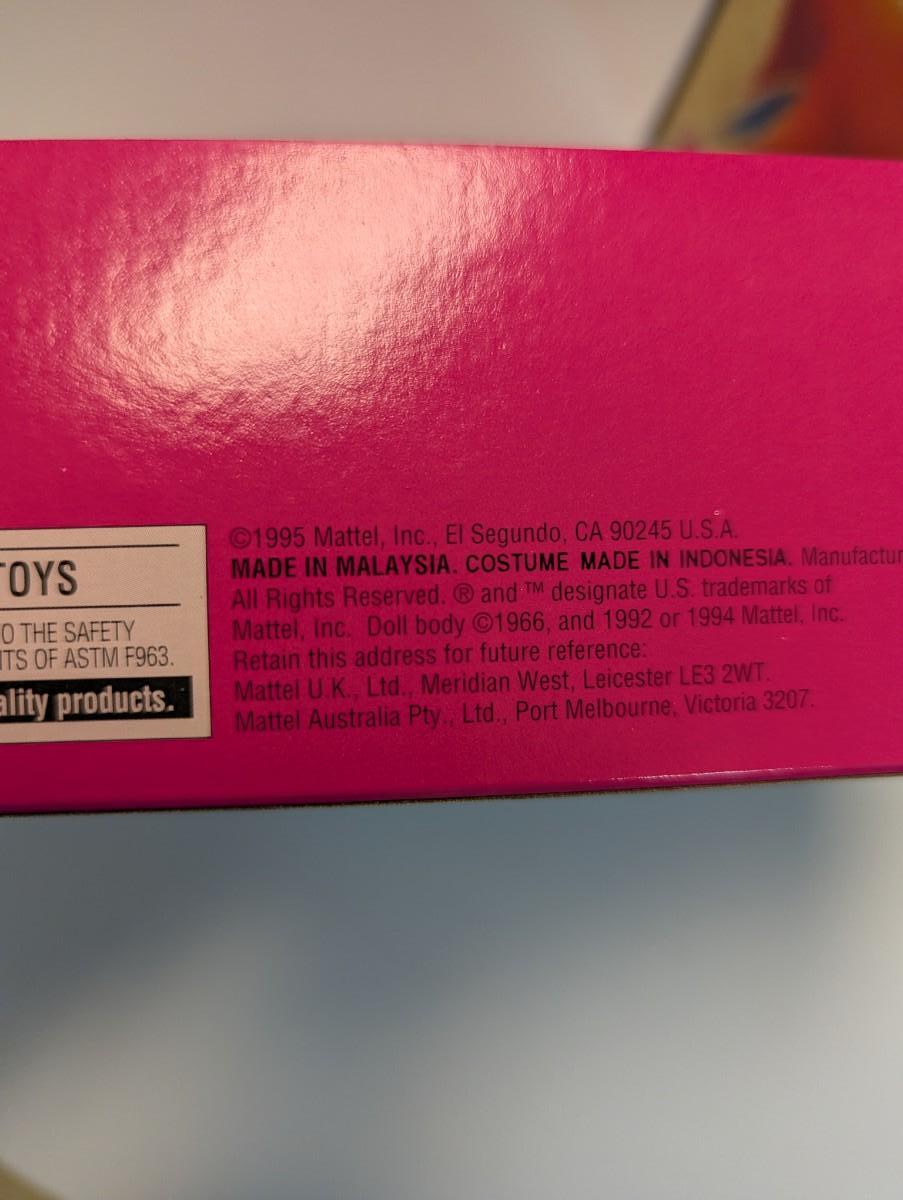 TOYS
O THE SAFETY
TS OF ASTM F963.
ality products.
©1995 Mattel, Inc., El Segundo, CA 90245 U.S.A.
MADE IN MALAYSIA. COSTUME MADE IN INDONESIA. Manufactur
All Rights Reserved. ® and ™ designate U.S. trademarks of
Mattel, Inc. Doll body ©1966, and 1992 or 1994 Mattel, Inc.
Retain this address for future reference:
Mattel U.K., Ltd., Meridian West, Leicester LE3 2WT.
Mattel Australia Pty., Ltd., Port Melbourne, Victoria 3207.